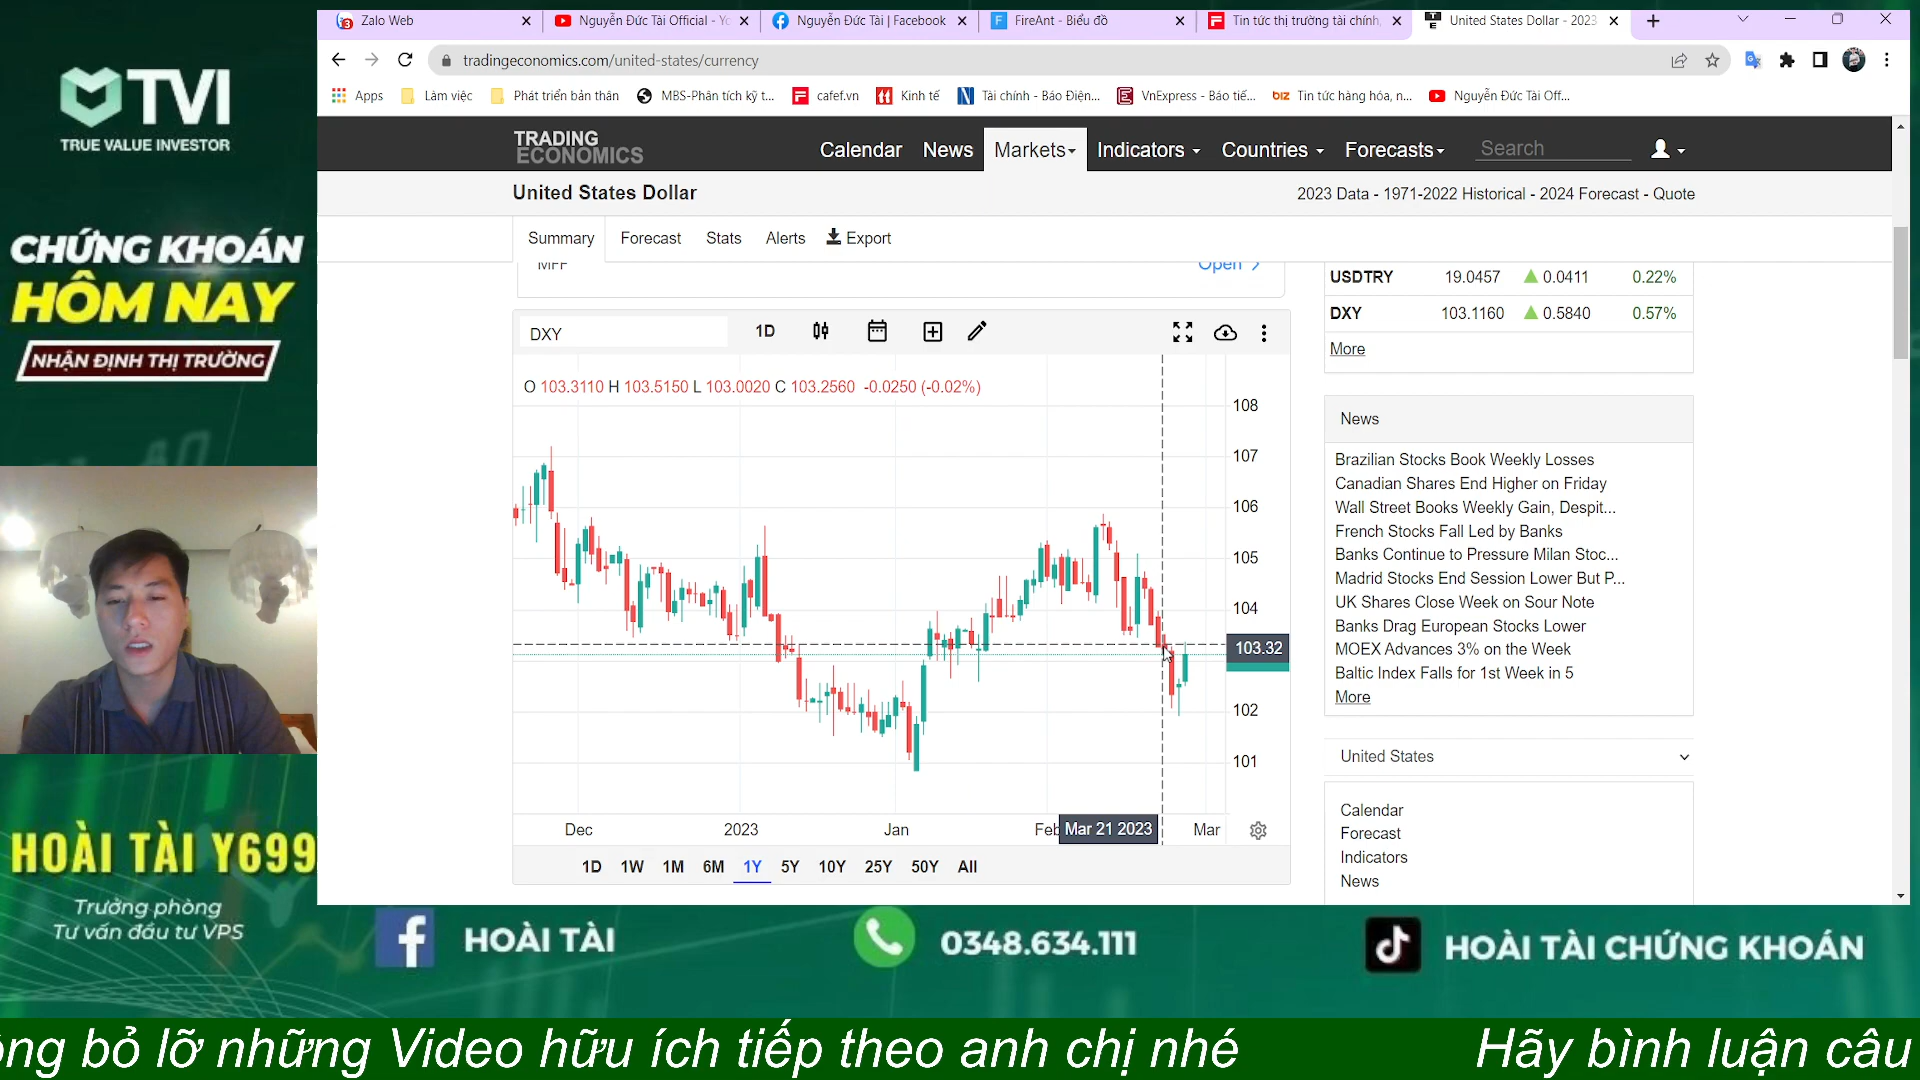 TVI
TRUE VALUE INVESTOR
CHỨNG KHOÁN
HÔM NAY
NHẬN ĐỊNH THỊ TRƯỜNG
HOÀI TÀI Y699
Trưởng phòng
Tư vấn đầu tư VPS
Zalo Web
Nguyễn Đức Tài Official - Yo
Nguyễn Đức Tài | Facebook
FireAnt - Biểu đồ
Tin tức thị trường tài chính,
United States Dollar - 2023
tradingeconomics.com/united-states/currency
Apps
Làm việc
Phát triển bản thân
MBS-Phân tích kỹ t...
cafef.vn
Kinh tế
Tài chính - Báo Điện...
VnExpress - Báo tiế...
Tin tức hàng hóa, n...
Nguyễn Đức Tài Off...
TRADING
ECONOMICS
Calendar
News
Markets
Indicators
Countries
Forecasts
Search
United States Dollar
2023 Data - 1971-2022 Historical - 2024 Forecast - Quote
Summary
Forecast
Stats
Alerts
Export
MFF
Open
DXY
1D
O 103.3110 H 103.5150 L 103.0020 C 103.2560 -0.0250 (-0.02%)
108
107
106
105
104
103.32
102
101
Dec
2023
Jan
Feb
Mar 21 2023
Mar
1D 1W 1M 6M 1Y 5Y 10Y 25Y 50Y All
USDTRY 19.0457 0.0411 0.22%
DXY 103.1160 0.5840 0.57%
More
News
Brazilian Stocks Book Weekly Losses
Canadian Shares End Higher on Friday
Wall Street Books Weekly Gain, Despit...
French Stocks Fall Led by Banks
Banks Continue to Pressure Milan Stoc...
Madrid Stocks End Session Lower But P...
UK Shares Close Week on Sour Note
Banks Drag European Stocks Lower
MOEX Advances 3% on the Week
Baltic Index Falls for 1st Week in 5
More
United States
Calendar
Forecast
Indicators
News
HOÀI TÀI
0348.634.111
HOÀI TÀI CHỨNG KHOÁN
ông bỏ lỡ những Video hữu ích tiếp theo anh chị nhé
Hãy bình luận câu